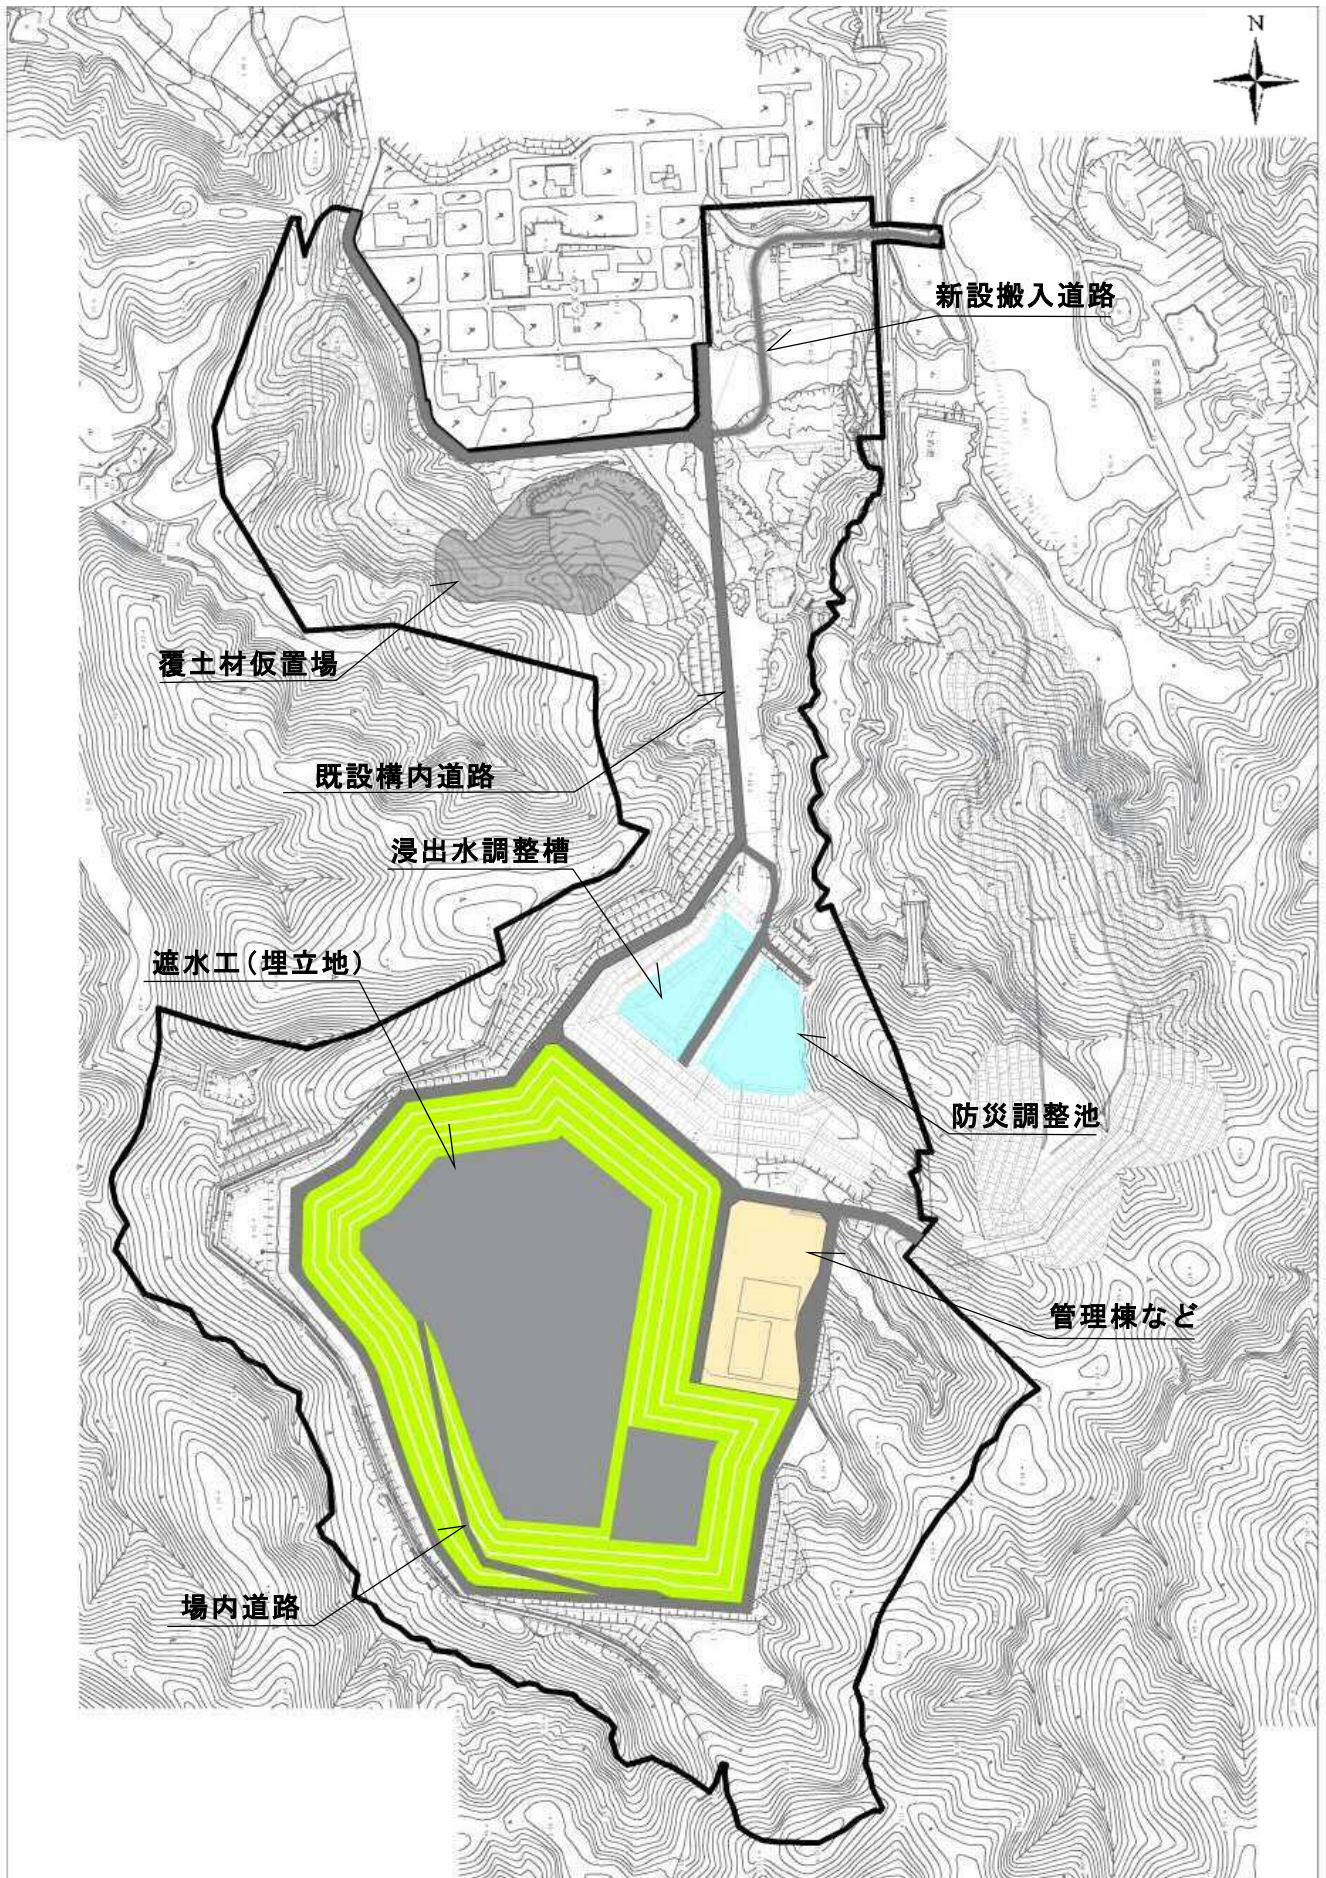 N
新設搬入道路
覆土材仮置場
既設構内道路
浸出水調整槽
遮水工(埋立地)
防災調整池
管理棟など
場内道路